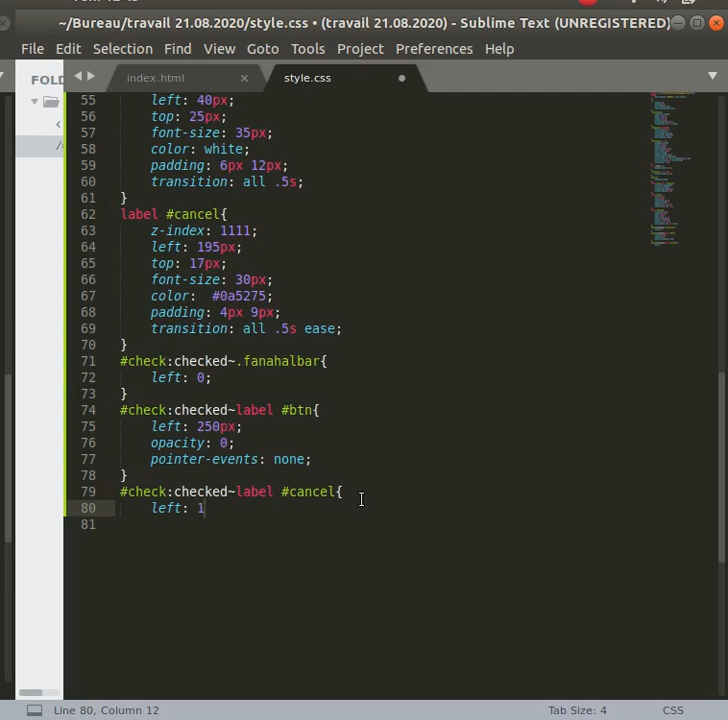 ~/Bureau/travail 21.08.2020/style.css • (travail 21.08.2020) - Sublime Text (UNREGISTERED)
File Edit Selection Find View Goto Tools Project Preferences Help
FOLD
index.html
style.css
55 left: 40px;
56 top: 25px;
57 font-size: 35px;
58 color: white;
59 padding: 6px 12px;
60 transition: all .5s;
61 }
62 label #cancel{
63 z-index: 1111;
64 left: 195px;
65 top: 17px;
66 font-size: 30px;
67 color:  #0a5275;
68 padding: 4px 9px;
69 transition: all .5s ease;
70 }
71 #check:checked~.fanahalbar{
72 left: 0;
73 }
74 #check:checked~label #btn{
75 left: 250px;
76 opacity: 0;
77 pointer-events: none;
78 }
79 #check:checked~label #cancel{
80 left: 1
81
Line 80, Column 12
Tab Size: 4
CSS